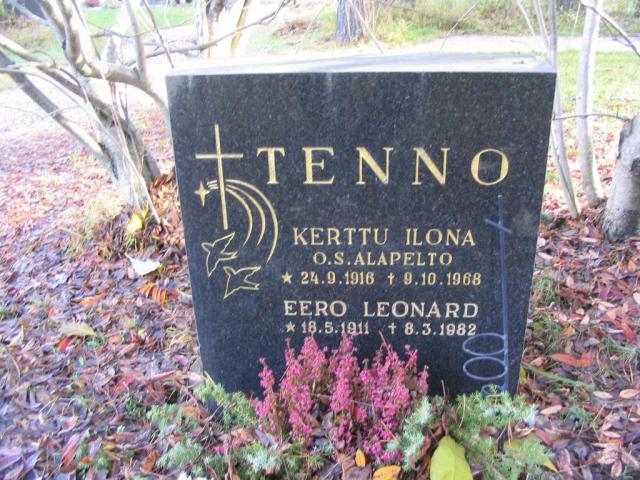 TENNO
KERTTU ILONA
O.S. ALAPELTO
★ 24.9.1916 ✝ 9.10.1968
EERO LEONARD
★ 18.5.1911 ✝ 8.3.1982